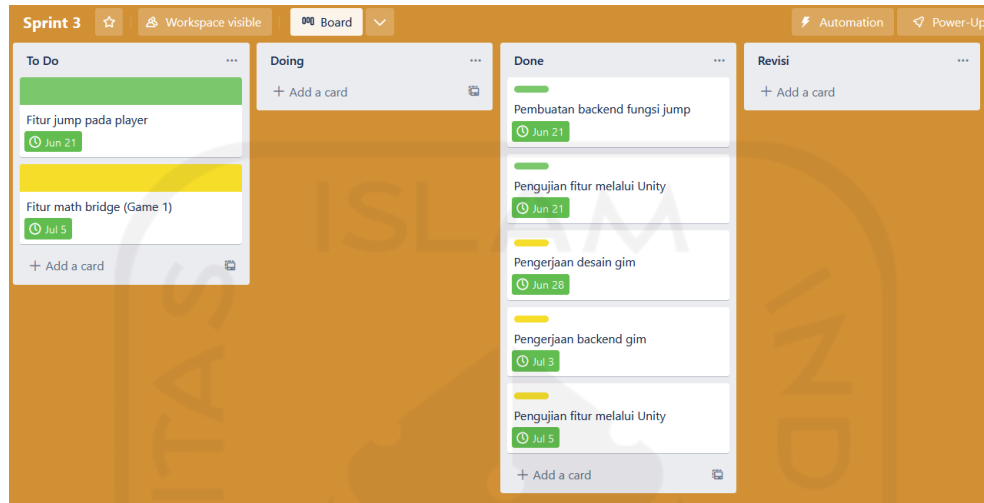 Sprint 3
Workspace visible
Board
Automation
Power-Up
To Do
Fitur jump pada player
Jun 21
Fitur math bridge (Game 1)
Jul 5
+ Add a card
Doing
+ Add a card
Done
Pembuatan backend fungsi jump
Jun 21
Pengujian fitur melalui Unity
Jun 21
Pengerjaan desain gim
Jun 28
Pengerjaan backend gim
Jul 3
Pengujian fitur melalui Unity
Jul 5
+ Add a card
Revisi
+ Add a card
ISLAM
ITAS
IND